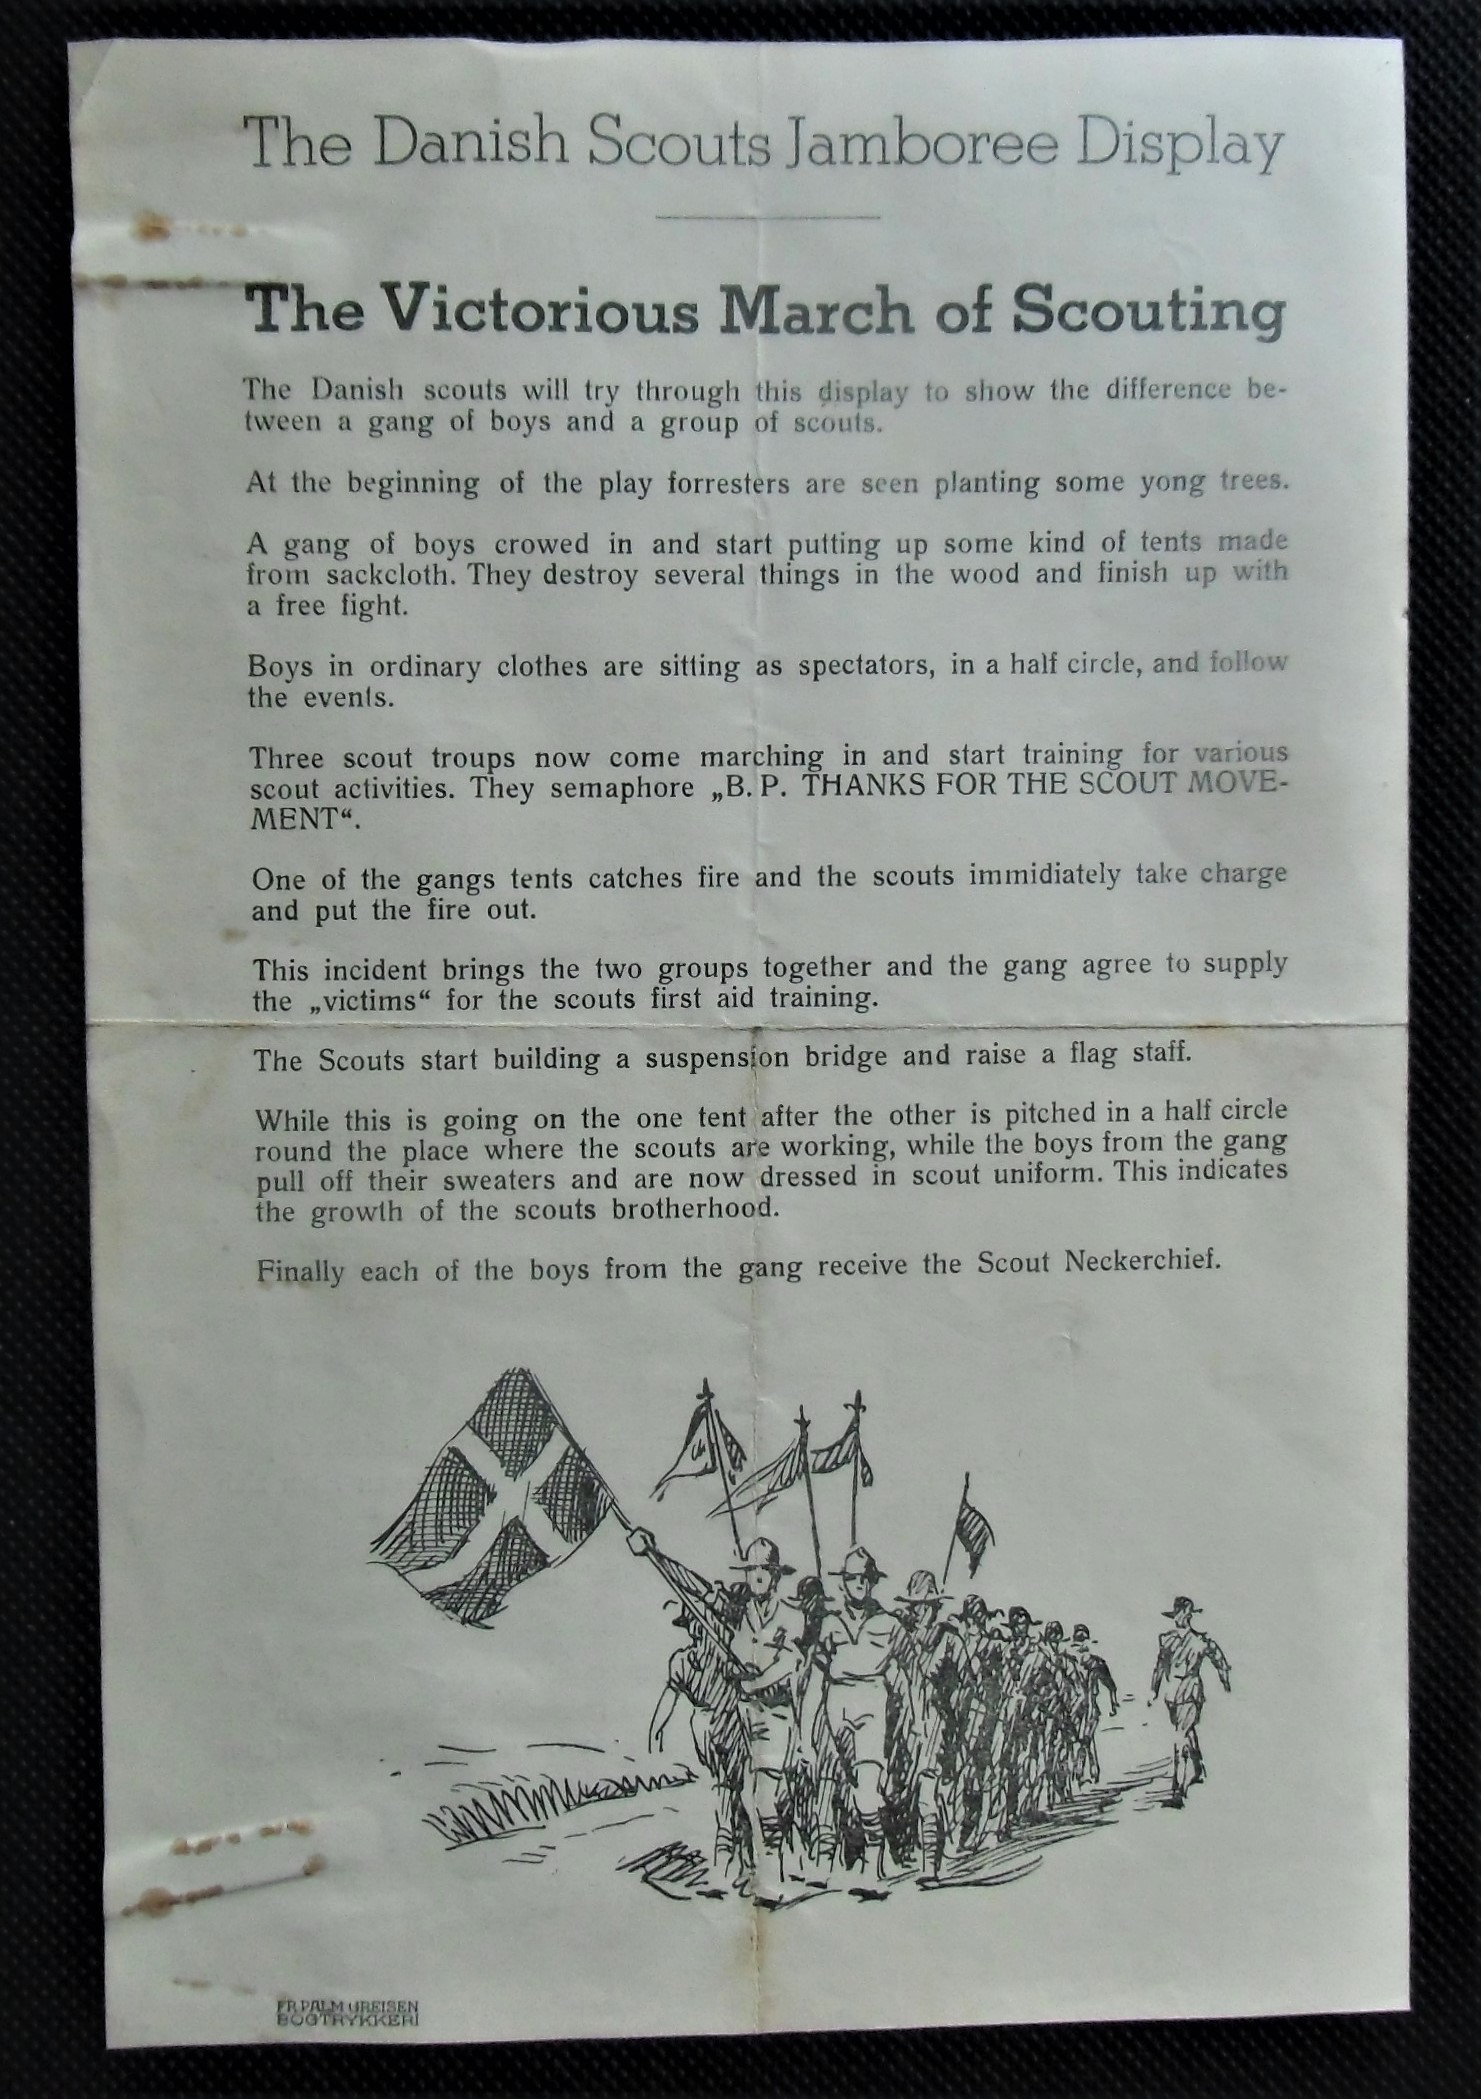 The Danish Scouts Jamboree Display
The Victorious March of Scouting
The Danish scouts will try through this display to show the difference be-
tween a gang of boys and a group of scouts.
At the beginning of the play forresters are seen planting some yong trees.
A gang of boys crowed in and start putting up some kind of tents made
from sackcloth. They destroy several things in the wood and finish up with
a free fight.
Boys in ordinary clothes are sitting as spectators, in a half circle, and follow
the events.
Three scout troups now come marching in and start training for various
scout activities. They semaphore „B. P. THANKS FOR THE SCOUT MOVE-
MENT“.
One of the gangs tents catches fire and the scouts immidiately take charge
and put the fire out.
This incident brings the two groups together and the gang agree to supply
the „victims“ for the scouts first aid training.
The Scouts start building a suspension bridge and raise a flag staff.
While this is going on the one tent after the other is pitched in a half circle
round the place where the scouts are working, while the boys from the gang
pull off their sweaters and are now dressed in scout uniform. This indicates
the growth of the scouts brotherhood.
Finally each of the boys from the gang receive the Scout Neckerchief.
FR. PALM GREISEN
BOGTRYKKERI